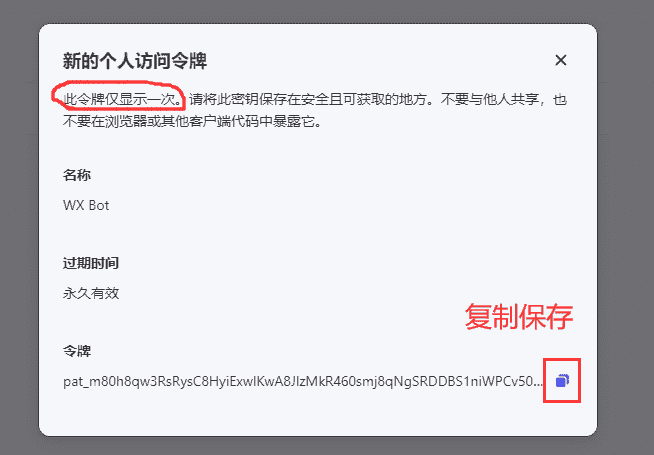 新的个人访问令牌
此令牌仅显示一次。请将此密钥保存在安全且可获取的地方。不要与他人共享，也
不要在浏览器或其他客户端代码中暴露它。
名称
WX Bot
过期时间
永久有效
复制保存
令牌
pat_m80h8qw3RsRysC8HyiExwlKwA8JlzMkR460smj8qNgSRDDBS1niWPCv50...